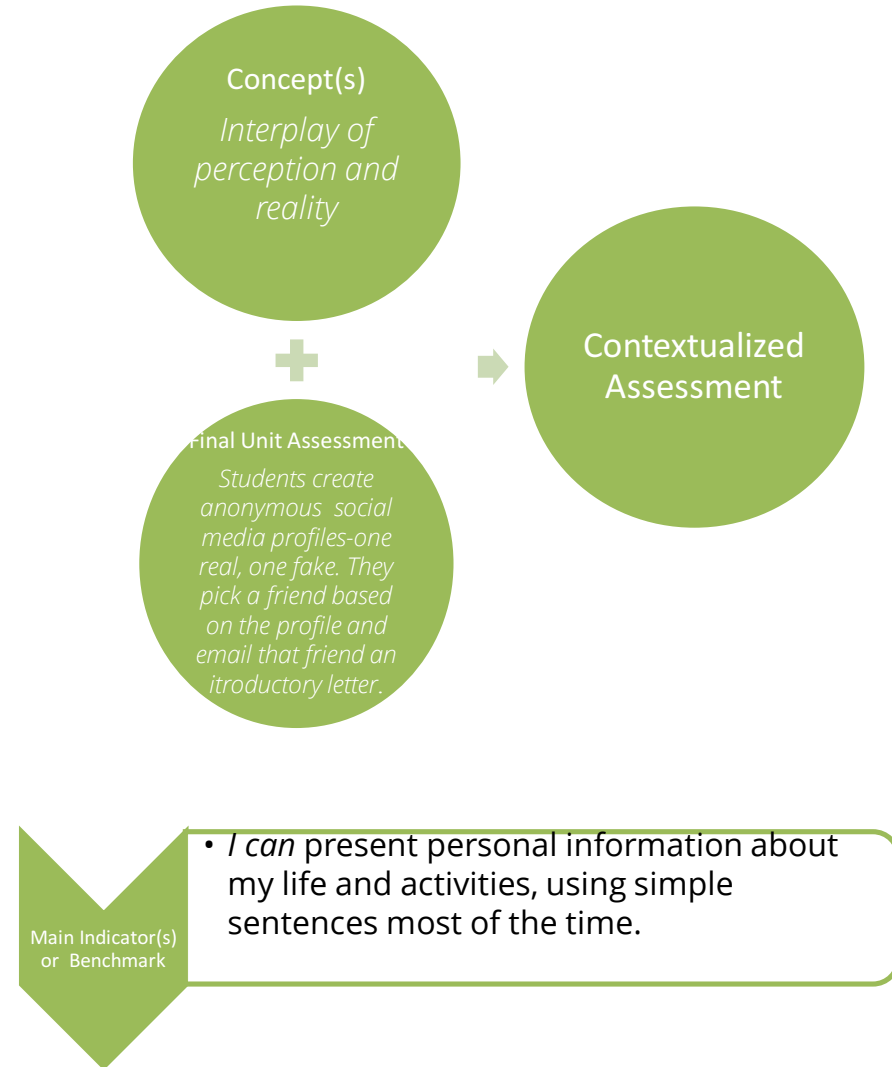 Concept(s)
Interplay of
perception and
reality
Final Unit Assessment
Students create
anonymous social
media profiles-one
real, one fake. They
pick a friend based
on the profile and
email that friend an
itroductory letter.
Contextualized
Assessment
Main Indicator(s)
or Benchmark
• I can present personal information about
my life and activities, using simple
sentences most of the time.